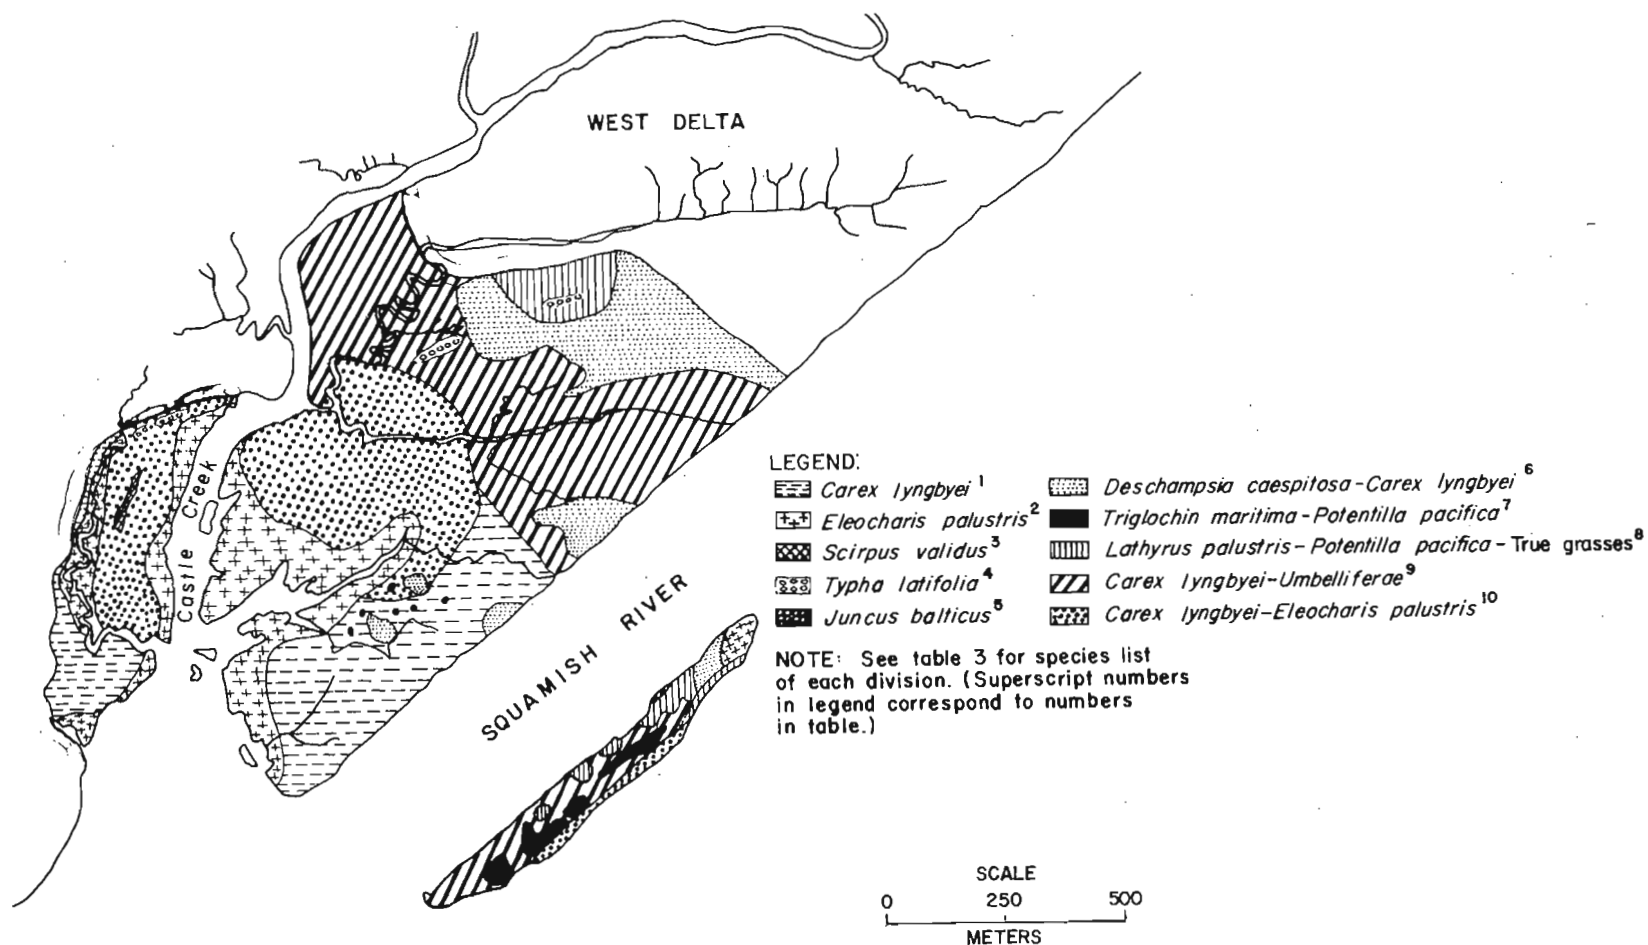 WEST DELTA
Castle Creek
SQUAMISH RIVER
LEGEND:
Carex lyngbyei 1
Eleocharis palustris 2
Scirpus validus 3
Typha latifolia 4
Juncus balticus 5
Deschampsia caespitosa-Carex lyngbyei 6
Triglochin maritima-Potentilla pacifica 7
Lathyrus palustris-Potentilla pacifica-True grasses 8
Carex lyngbyei-Umbelliferae 9
Carex lyngbyei-Eleocharis palustris 10
NOTE: See table 3 for species list
of each division. (Superscript numbers
in legend correspond to numbers
in table.)
SCALE
0 250 500
METERS